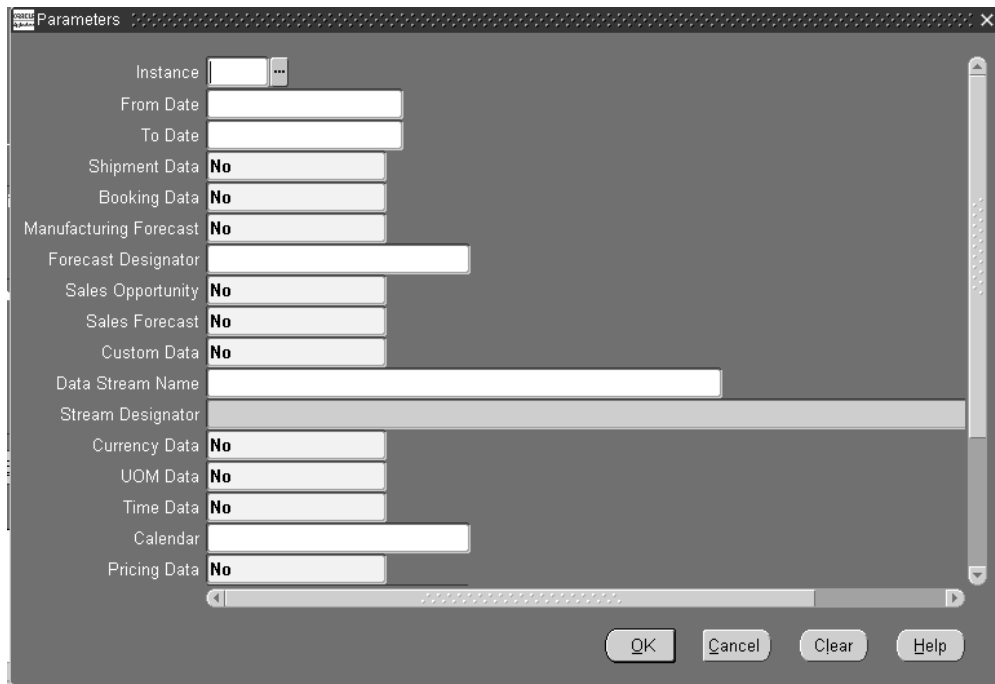 Parameters
Instance
From Date
To Date
Shipment Data No
Booking Data No
Manufacturing Forecast No
Forecast Designator
Sales Opportunity No
Sales Forecast No
Custom Data No
Data Stream Name
Stream Designator
Currency Data No
UOM Data No
Time Data No
Calendar
Pricing Data No
OK Cancel Clear Help